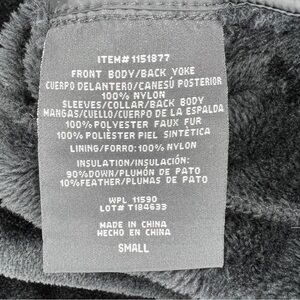 ITEM# 1151877
FRONT BODY/BACK YOKE
CUERPO DELANTERO/CANESÚ POSTERIOR
100% NYLON
SLEEVES/COLLAR/BACK BODY
MANGAS/CUELLO/CUERPO DE LA ESPALDA
100% POLYESTER FAUX FUR
100% POLIÉSTER PIEL SINTÉTICA
LINING/FORRO: 100% NYLON
INSULATION/INSULACIÓN:
90%DOWN/PLUMÓN DE PATO
10%FEATHER/PLUMAS DE PATO
WPL 11590
LOT# T184633
MADE IN CHINA
HECHO EN CHINA
SMALL